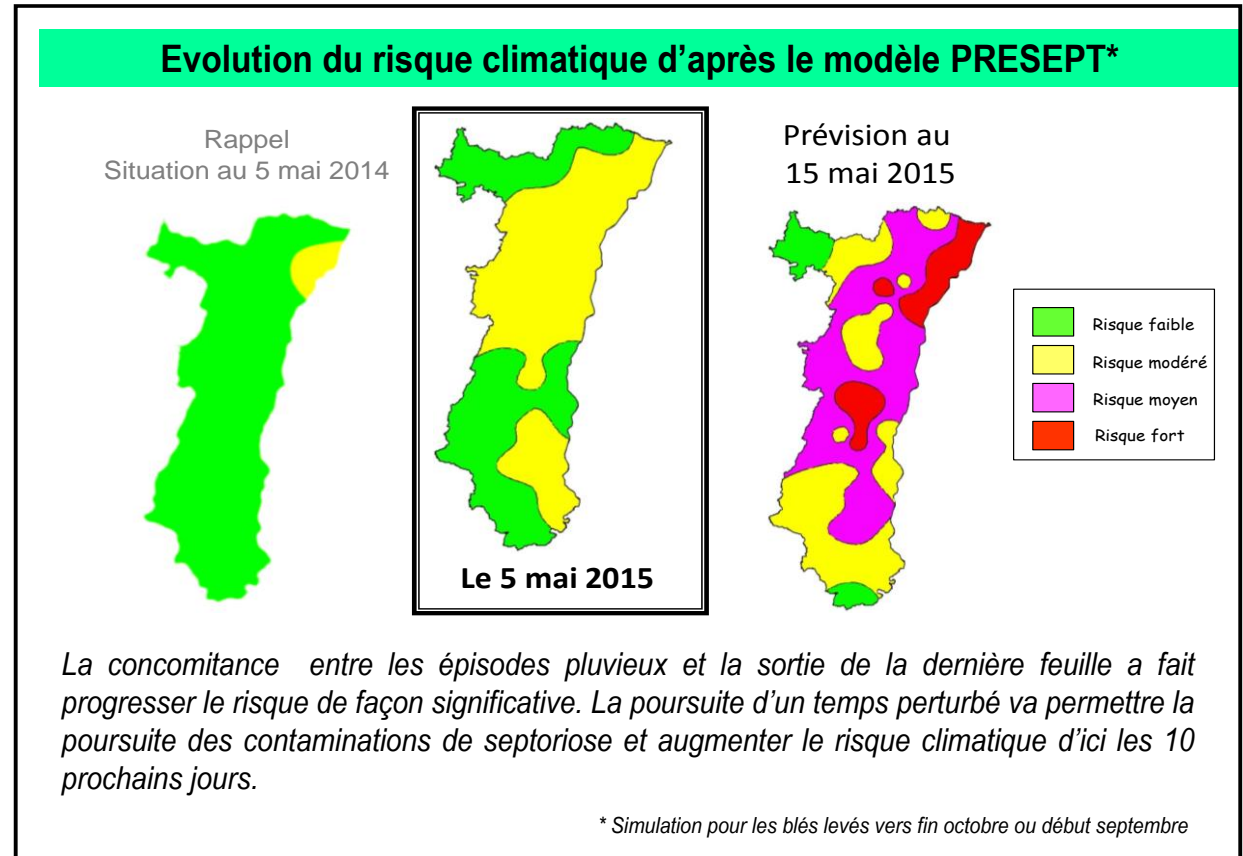 Evolution du risque climatique d'après le modèle PRESEPT*
Rappel
Situation au 5 mai 2014
Le 5 mai 2015
Prévision au
15 mai 2015
Risque faible
Risque modéré
Risque moyen
Risque fort
La concomitance entre les épisodes pluvieux et la sortie de la dernière feuille a fait
progresser le risque de façon significative. La poursuite d'un temps perturbé va permettre la
poursuite des contaminations de septoriose et augmenter le risque climatique d'ici les 10
prochains jours.
* Simulation pour les blés levés vers fin octobre ou début septembre